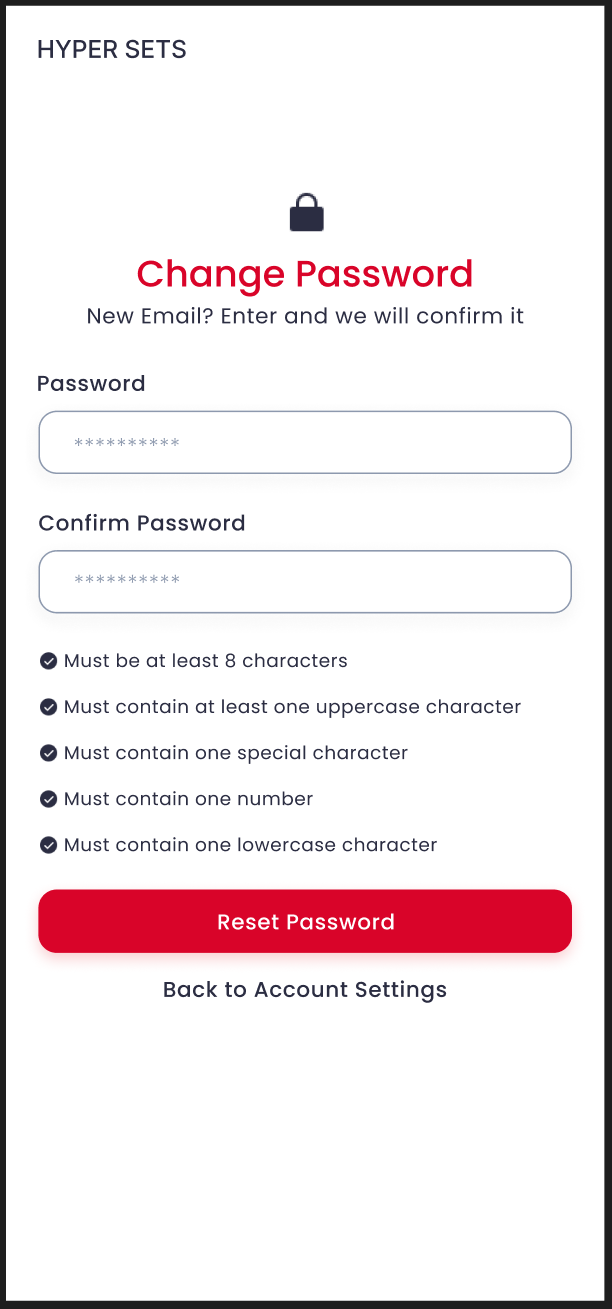 HYPER SETS
Change Password
New Email? Enter and we will confirm it
Password
**********
Confirm Password
**********
Must be at least 8 characters
Must contain at least one uppercase character
Must contain one special character
Must contain one number
Must contain one lowercase character
Reset Password
Back to Account Settings